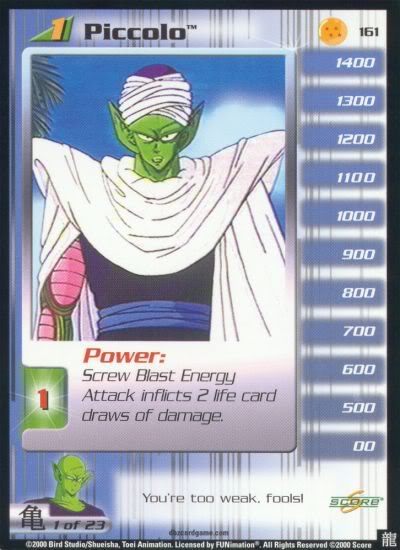 1 Piccolo™ 161
1400
1300
1200
1100
1000
900
800
700
600
500
00
Power:
1
Screw Blast Energy
Attack inflicts 2 life card
draws of damage.
You're too weak, fools!
SCORE
亀 1 of 23
dbzcardgame.com
龍
©2000 Bird Studio/Shueisha, Toei Animation. Licensed by FUNimation®. All Rights Reserved ©2000 Score